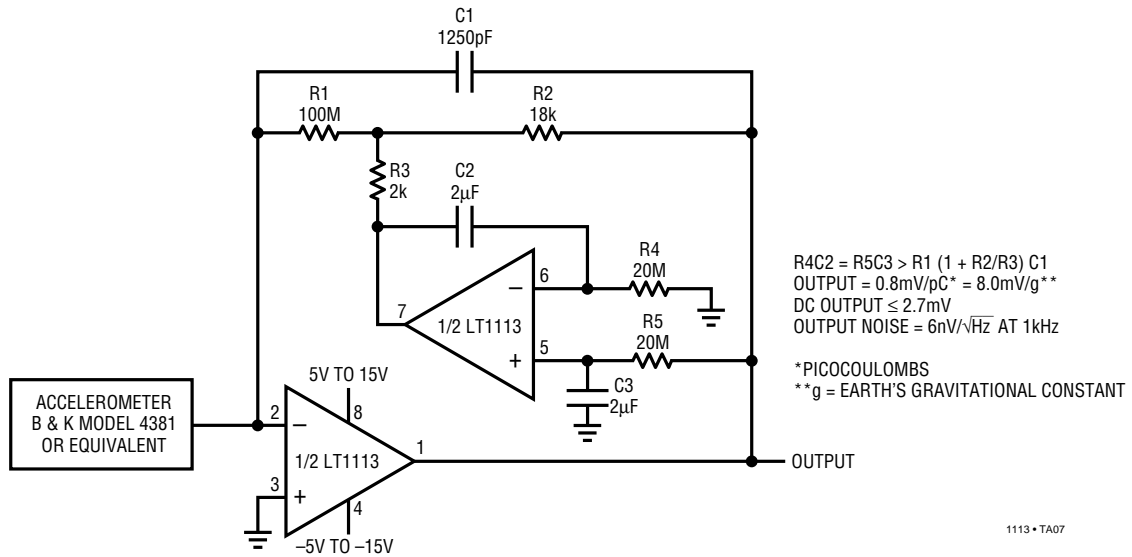 C1
1250pF
R1
100M
R2
18k
R3
2k
C2
2µF
R4
20M
6
–
7
1/2 LT1113
R5
20M
5
+
C3
2µF
R4C2 = R5C3 > R1 (1 + R2/R3) C1
OUTPUT = 0.8mV/pC* = 8.0mV/g**
DC OUTPUT ≤ 2.7mV
OUTPUT NOISE = 6nV/√Hz AT 1kHz
*PICOCOULOMBS
**g = EARTH'S GRAVITATIONAL CONSTANT
ACCELEROMETER
B & K MODEL 4381
OR EQUIVALENT
5V TO 15V
8
2
–
1/2 LT1113
1
3
+
4
–5V TO –15V
OUTPUT
1113 • TA07